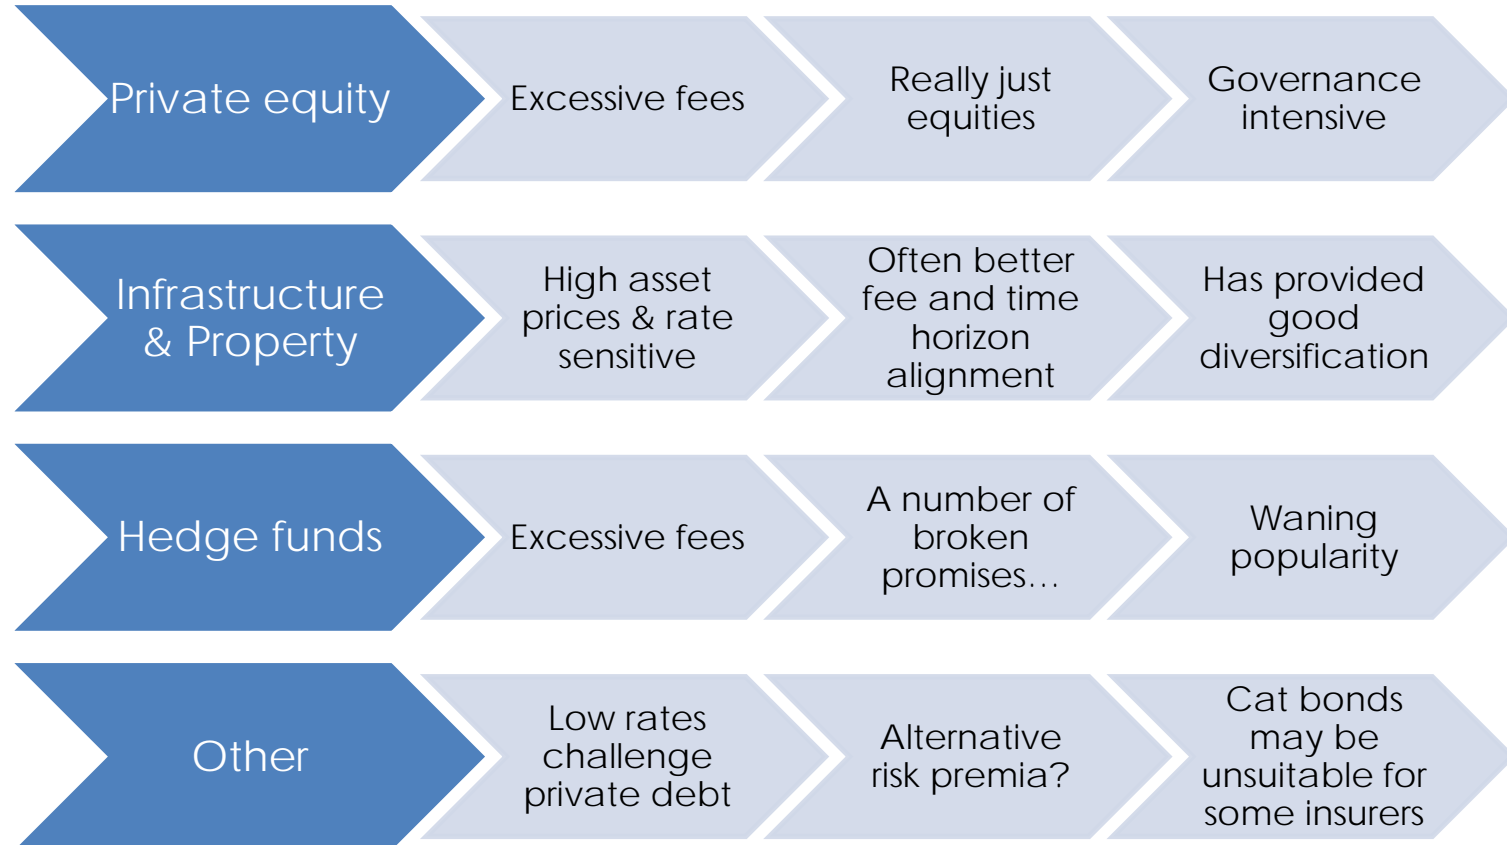 Private equity
Excessive fees
Really just
equities
Governance
intensive
Infrastructure
& Property
High asset
prices & rate
sensitive
Often better
fee and time
horizon
alignment
Has provided
good
diversification
Hedge funds
Excessive fees
A number of
broken
promises…
Waning
popularity
Other
Low rates
challenge
private debt
Alternative
risk premia?
Cat bonds
may be
unsuitable for
some insurers